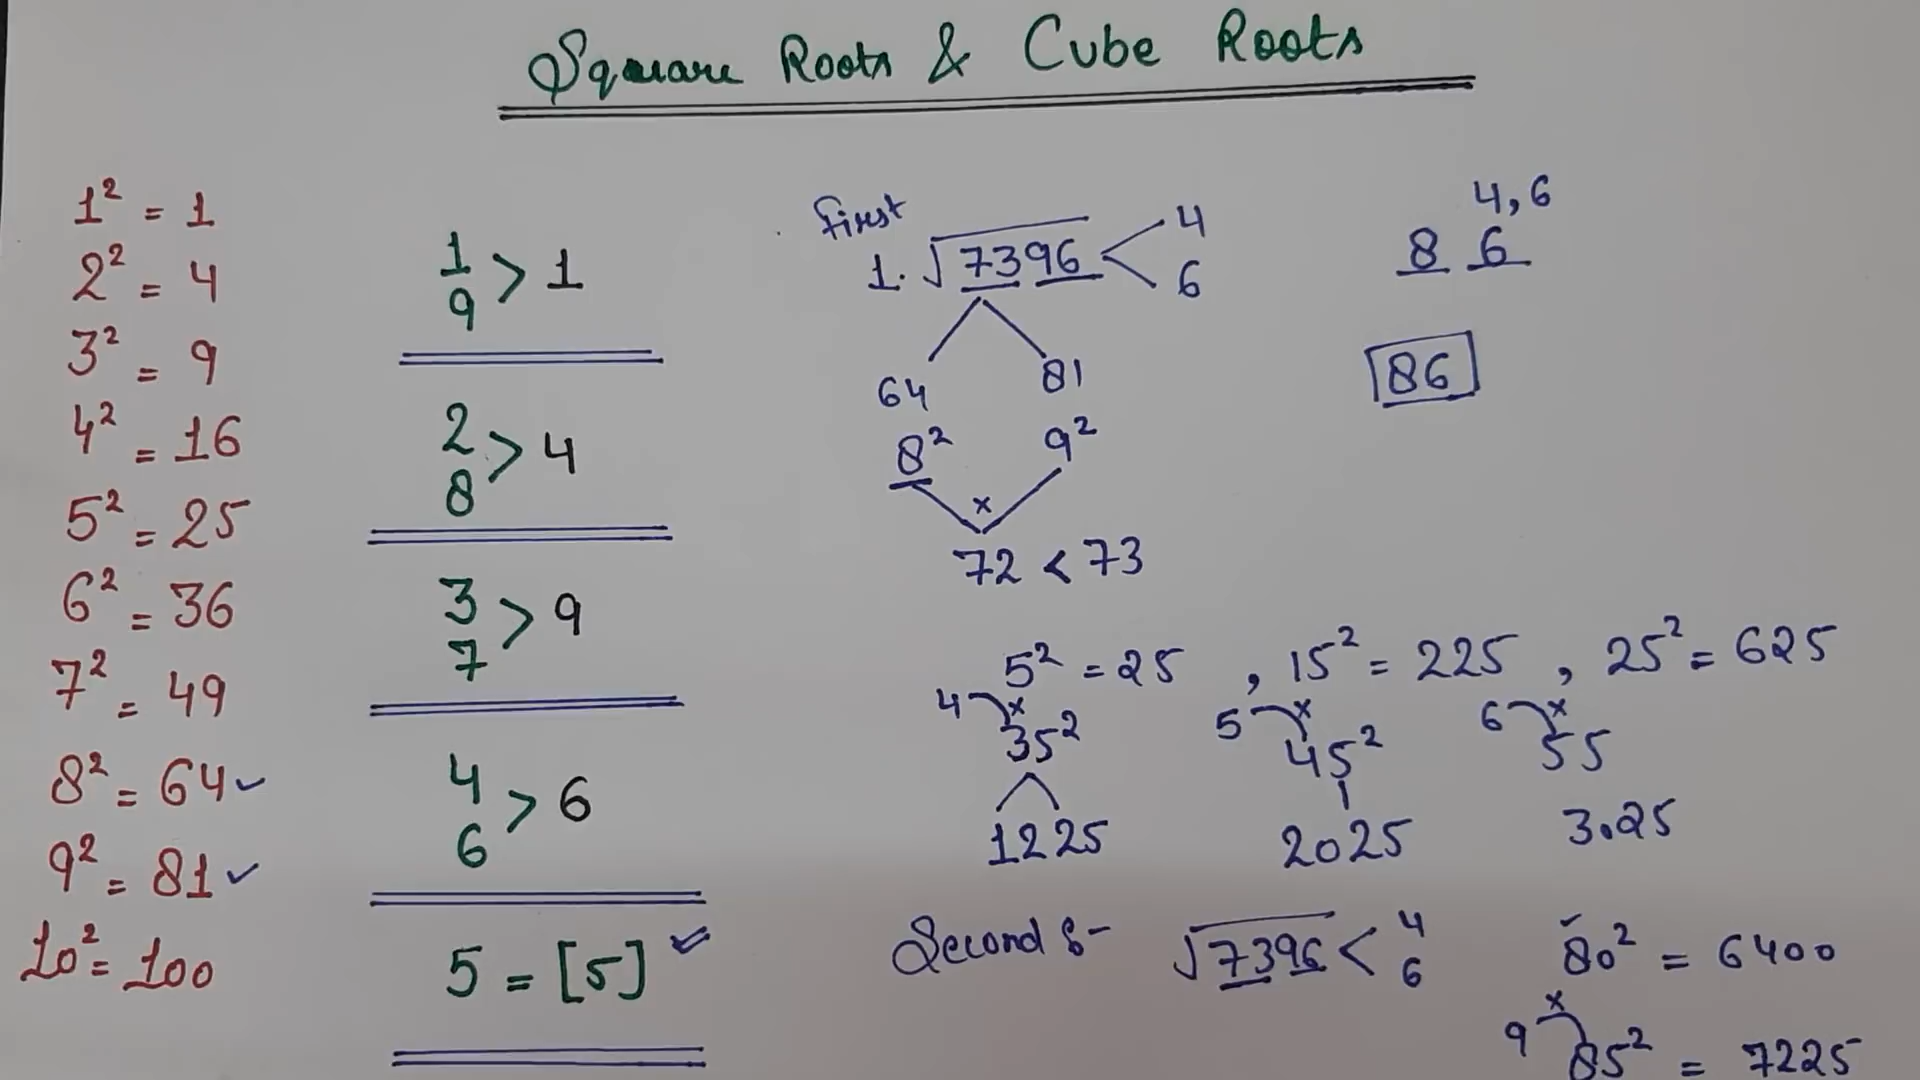 Square Roots & Cube Roots
1² = 1
2² = 4
3² = 9
4² = 16
5² = 25
6² = 36
7² = 49
8² = 64 ✓
9² = 81 ✓
10² = 100
1
9 > 1
2
8 > 4
3
7 > 9
4
6 > 6
5 = [5] ✓
First
1. √7396 < 4
6
64 81
8² 9²
×
72 < 73
4, 6
8 6
86
5² = 25 , 15² = 225 , 25² = 625
4 × 5 × 6 ×
35² 45² 55
1225 2025 3025
Second :- √7396 < 4
6
80² = 6400
9 ×
85² = 7225